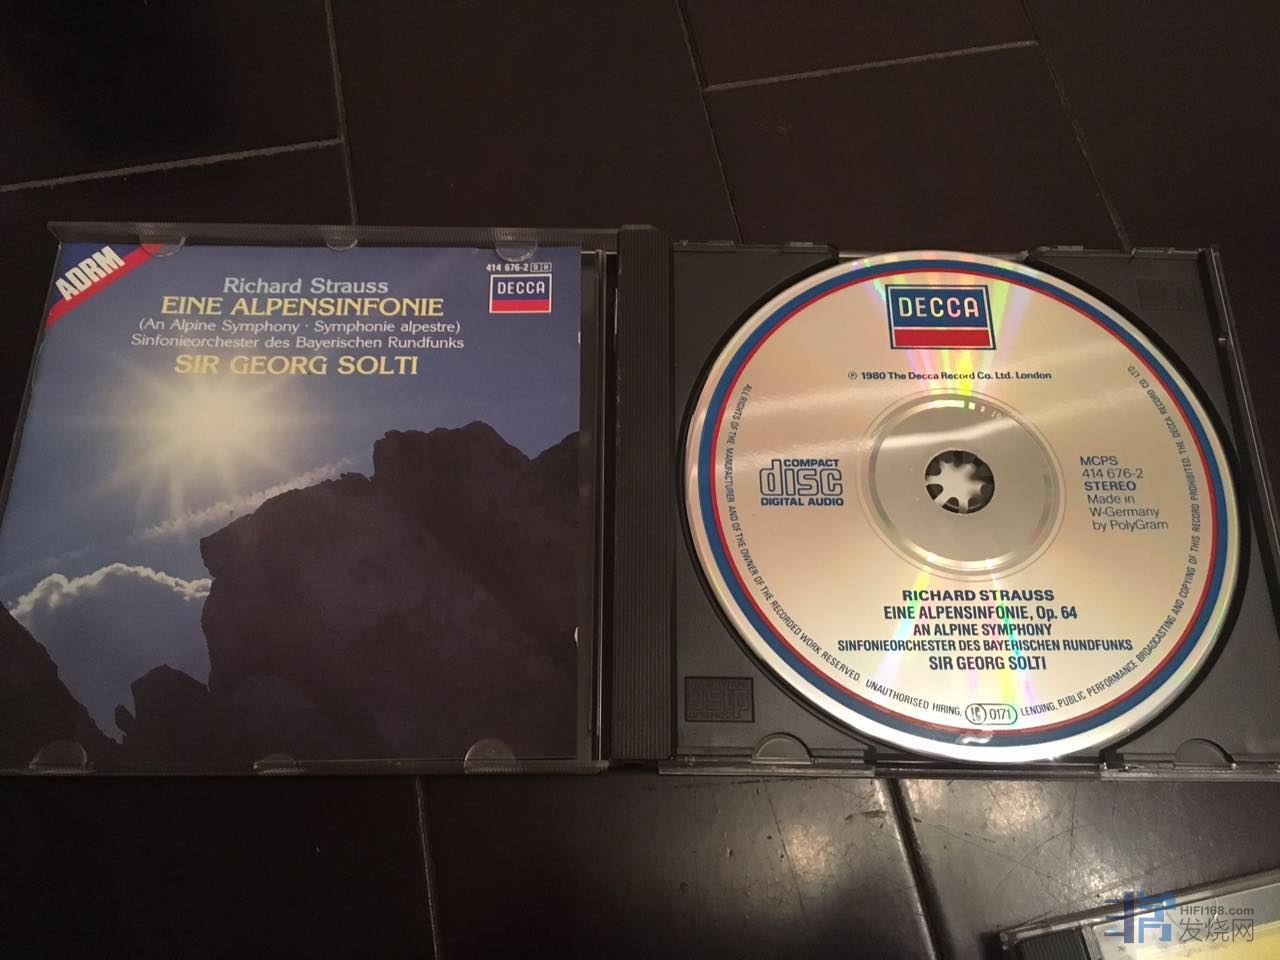 ADRM
414 676-2 DR
DECCA
Richard Strauss
EINE ALPENSINFONIE
(An Alpine Symphony · Symphonie alpestre)
Sinfonieorchester des Bayerischen Rundfunks
SIR GEORG SOLTI
DECCA
℗ 1980 The Decca Record Co. Ltd. London
COMPACT
disc
DIGITAL AUDIO
MCPS
414 676-2
STEREO
Made in
W-Germany
by PolyGram
RICHARD STRAUSS
EINE ALPENSINFONIE, Op. 64
AN ALPINE SYMPHONY
SINFONIEORCHESTER DES BAYERISCHEN RUNDFUNKS
SIR GEORG SOLTI
ALL RIGHTS OF THE MANUFACTURER AND OF THE OWNER OF THE RECORDED WORK RESERVED. UNAUTHORISED HIRING, LC 0171 LENDING, PUBLIC PERFORMANCE BROADCASTING AND COPYING OF THIS RECORD PROHIBITED. THE DECCA RECORD CO. LTD.
HIFI168.com
发烧网